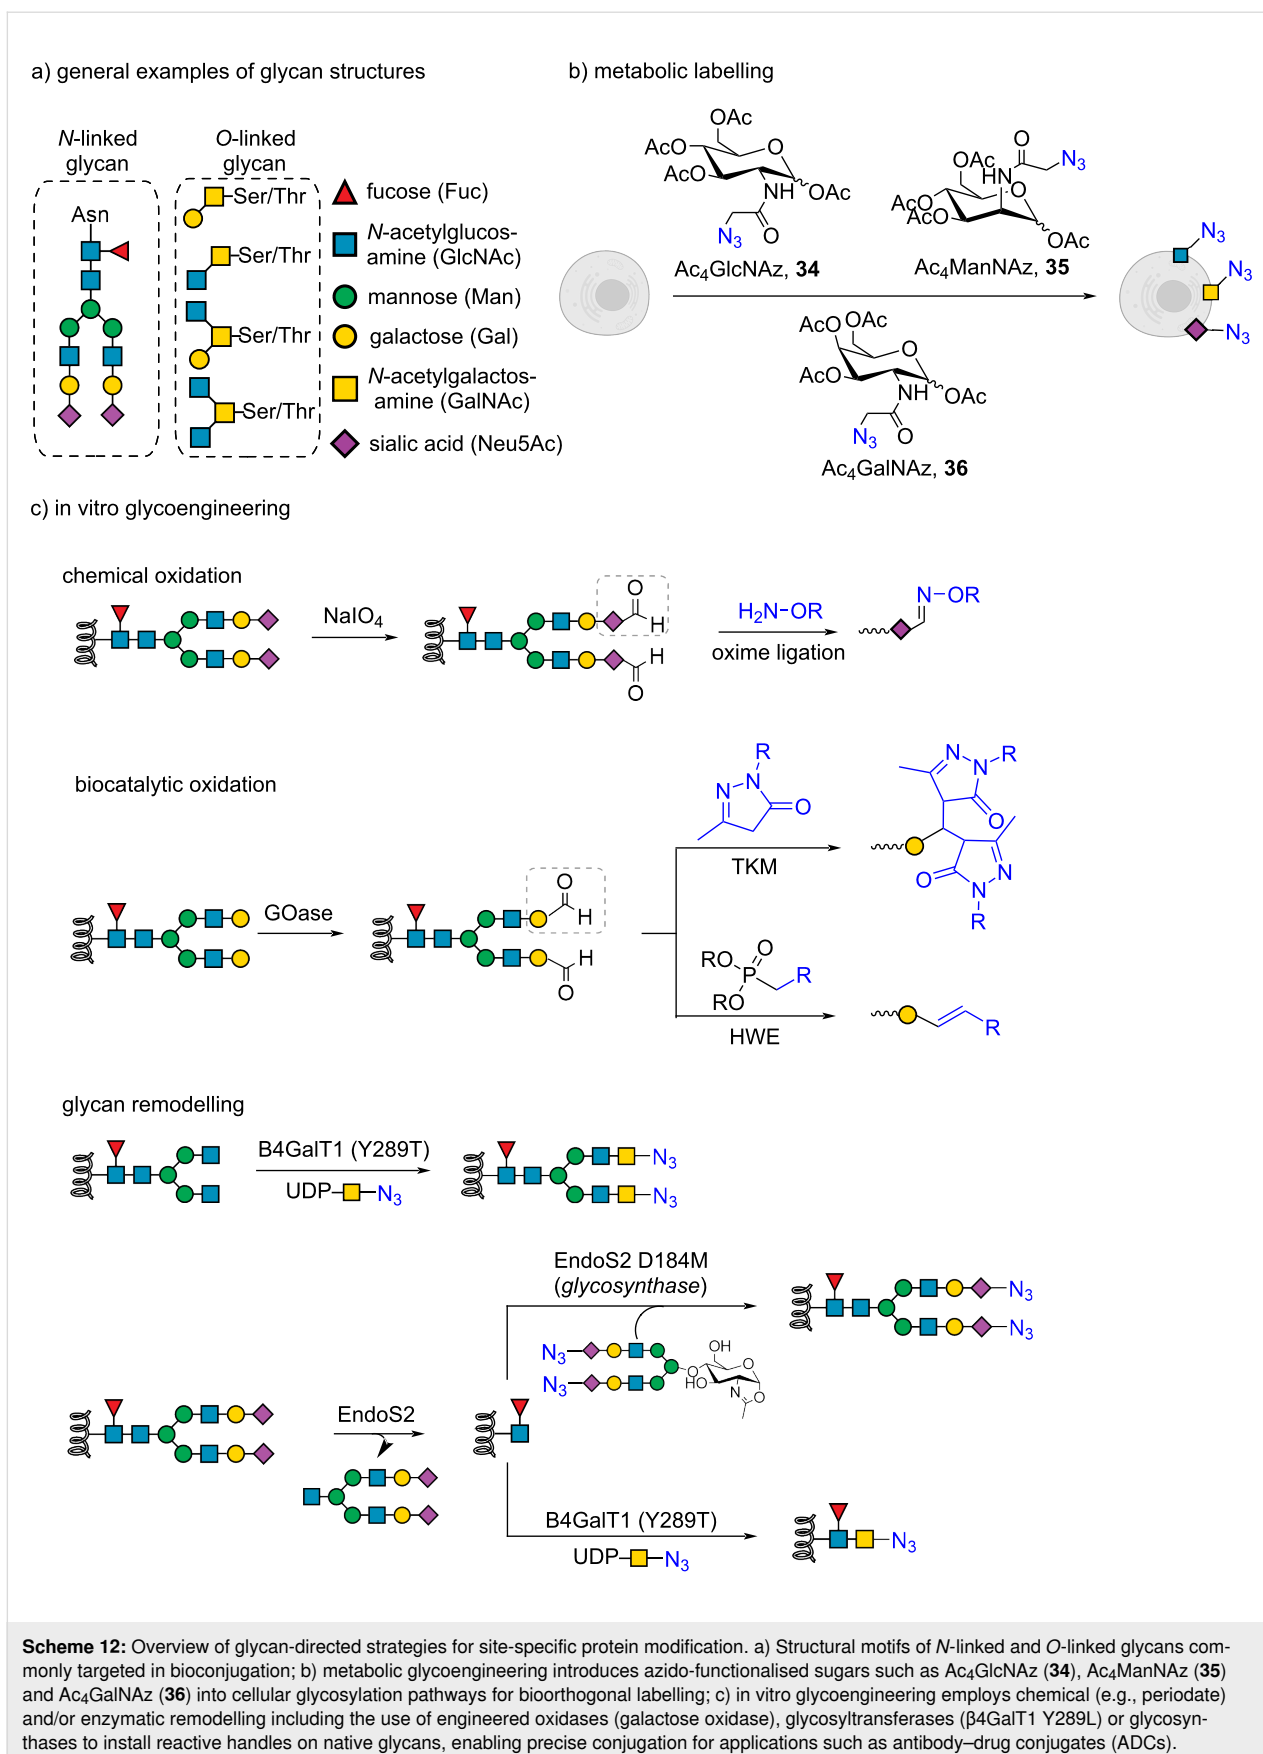 a) general examples of glycan structures
b) metabolic labelling
N-linked
glycan
O-linked
glycan
Asn
Ser/Thr
Ser/Thr
Ser/Thr
Ser/Thr
fucose (Fuc)
N-acetylglucos-
amine (GlcNAc)
mannose (Man)
galactose (Gal)
N-acetylgalactos-
amine (GalNAc)
sialic acid (Neu5Ac)
OAc
AcO
O
AcO
NH
OAc
N3
O
Ac4GlcNAz, 34
O
OAc
HN
N3
O
AcO
AcO
OAc
Ac4ManNAz, 35
AcO
OAc
O
AcO
NH
OAc
N3
O
Ac4GalNAz, 36
N3
N3
N3
c) in vitro glycoengineering
chemical oxidation
NaIO4
O
H
H
O
H2N-OR
oxime ligation
N-OR
biocatalytic oxidation
GOase
O
H
H
O
R
N
N
O
TKM
N
N
R
O
O
N
N
R
RO
O
P
R
RO
HWE
R
glycan remodelling
B4GalT1 (Y289T)
UDP
N3
N3
N3
EndoS2 D184M
(glycosynthase)
N3
N3
OH
O
O
HO
N
O
N3
N3
EndoS2
B4GalT1 (Y289T)
UDP
N3
N3
Scheme 12: Overview of glycan-directed strategies for site-specific protein modification. a) Structural motifs of N-linked and O-linked glycans com-
monly targeted in bioconjugation; b) metabolic glycoengineering introduces azido-functionalised sugars such as Ac4GlcNAz (34), Ac4ManNAz (35)
and Ac4GalNAz (36) into cellular glycosylation pathways for bioorthogonal labelling; c) in vitro glycoengineering employs chemical (e.g., periodate)
and/or enzymatic remodelling including the use of engineered oxidases (galactose oxidase), glycosyltransferases (β4GalT1 Y289L) or glycosyn-
thases to install reactive handles on native glycans, enabling precise conjugation for applications such as antibody–drug conjugates (ADCs).